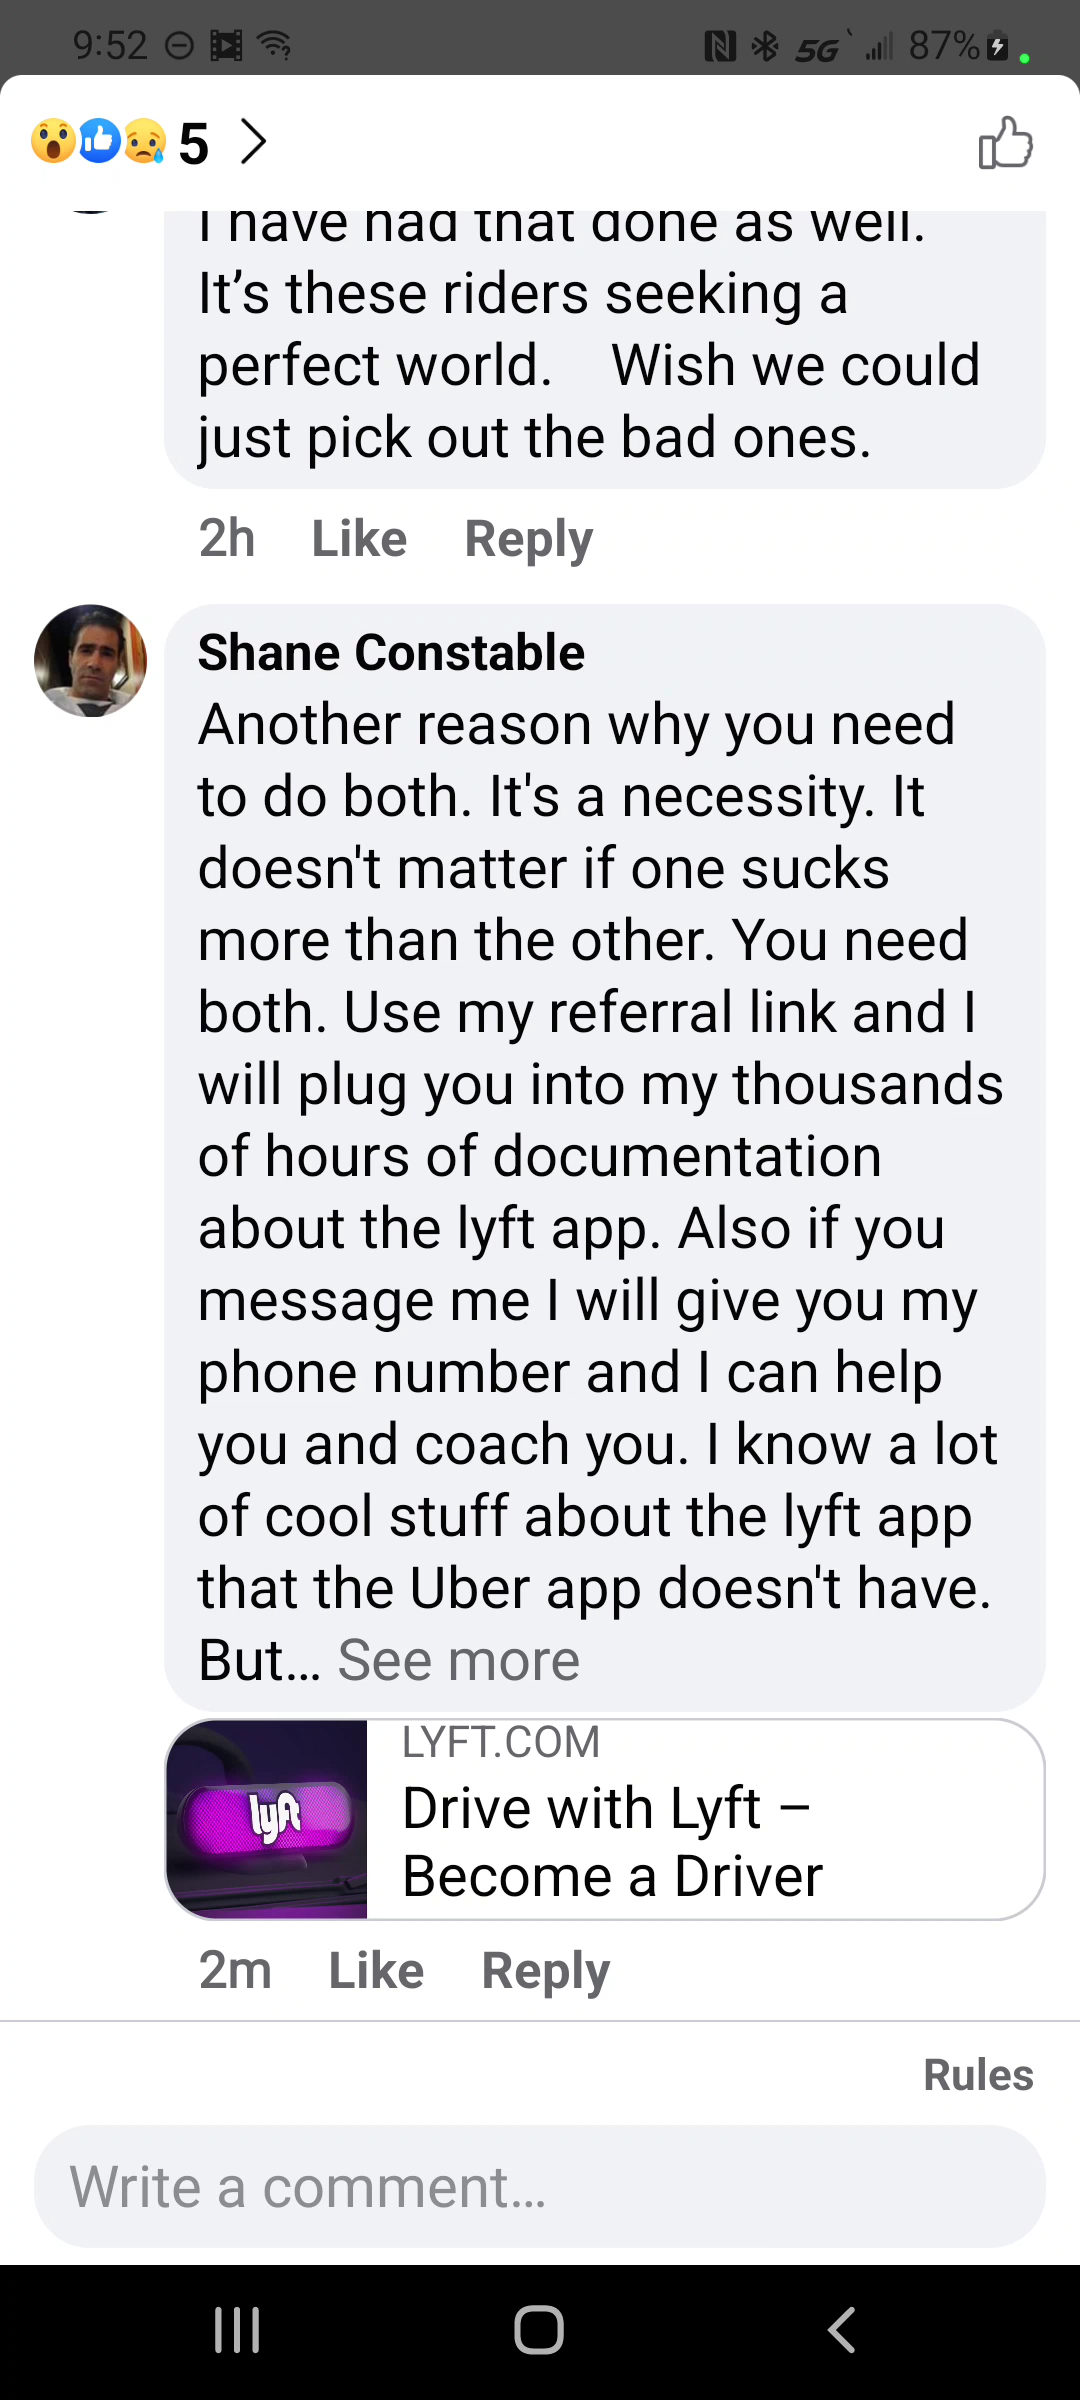 9:52
5G 87%
5
I have had that done as well.
It’s these riders seeking a
perfect world.    Wish we could
just pick out the bad ones.
2h Like Reply
Shane Constable
Another reason why you need
to do both. It's a necessity. It
doesn't matter if one sucks
more than the other. You need
both. Use my referral link and I
will plug you into my thousands
of hours of documentation
about the lyft app. Also if you
message me I will give you my
phone number and I can help
you and coach you. I know a lot
of cool stuff about the lyft app
that the Uber app doesn't have.
But... See more
lyft
LYFT.COM
Drive with Lyft –
Become a Driver
2m Like Reply
Rules
Write a comment...